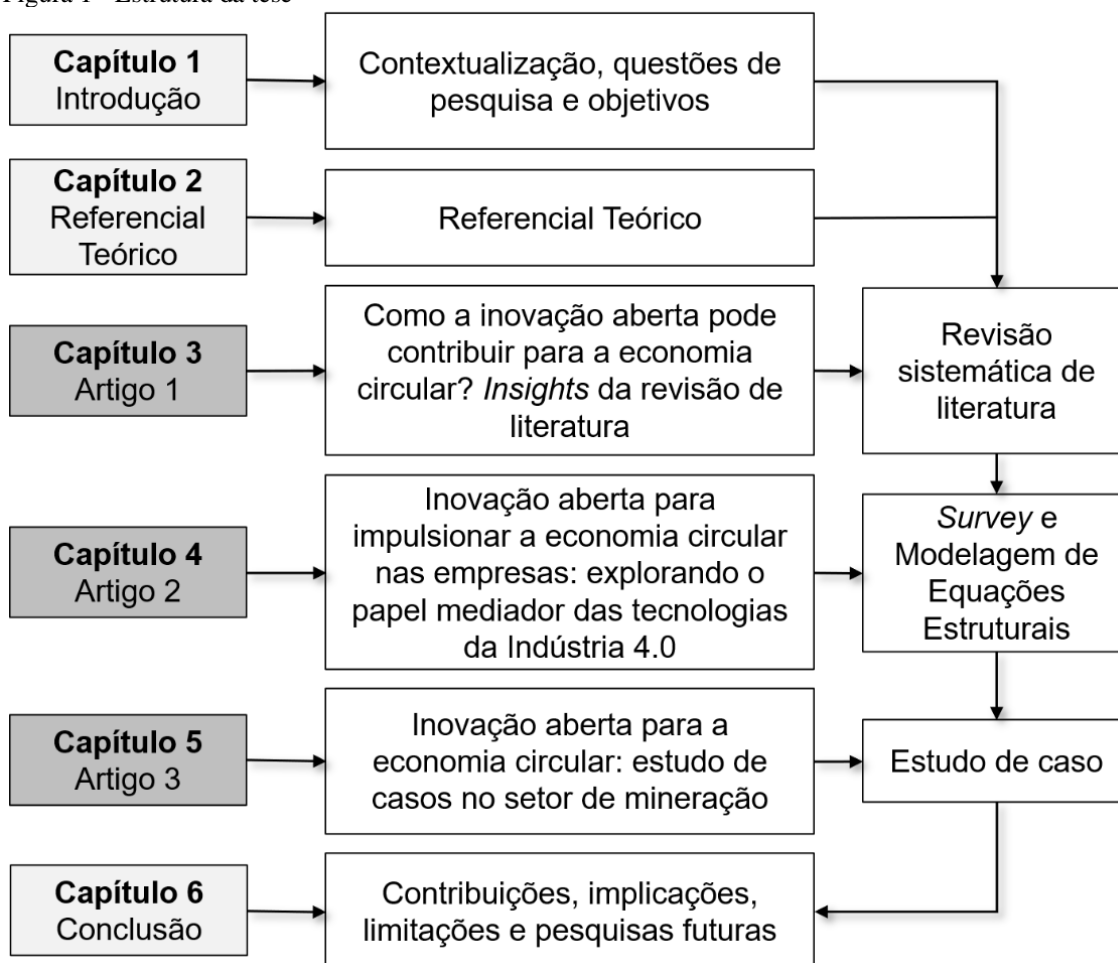 Figura 1 - Estrutura da tese
Capítulo 1
Introdução
Contextualização, questões de
pesquisa e objetivos
Capítulo 2
Referencial
Teórico
Referencial Teórico
Capítulo 3
Artigo 1
Como a inovação aberta pode
contribuir para a economia
circular? Insights da revisão de
literatura
Revisão
sistemática de
literatura
Capítulo 4
Artigo 2
Inovação aberta para
impulsionar a economia circular
nas empresas: explorando o
papel mediador das tecnologias
da Indústria 4.0
Survey e
Modelagem de
Equações
Estruturais
Capítulo 5
Artigo 3
Inovação aberta para a
economia circular: estudo de
casos no setor de mineração
Estudo de caso
Capítulo 6
Conclusão
Contribuições, implicações,
limitações e pesquisas futuras